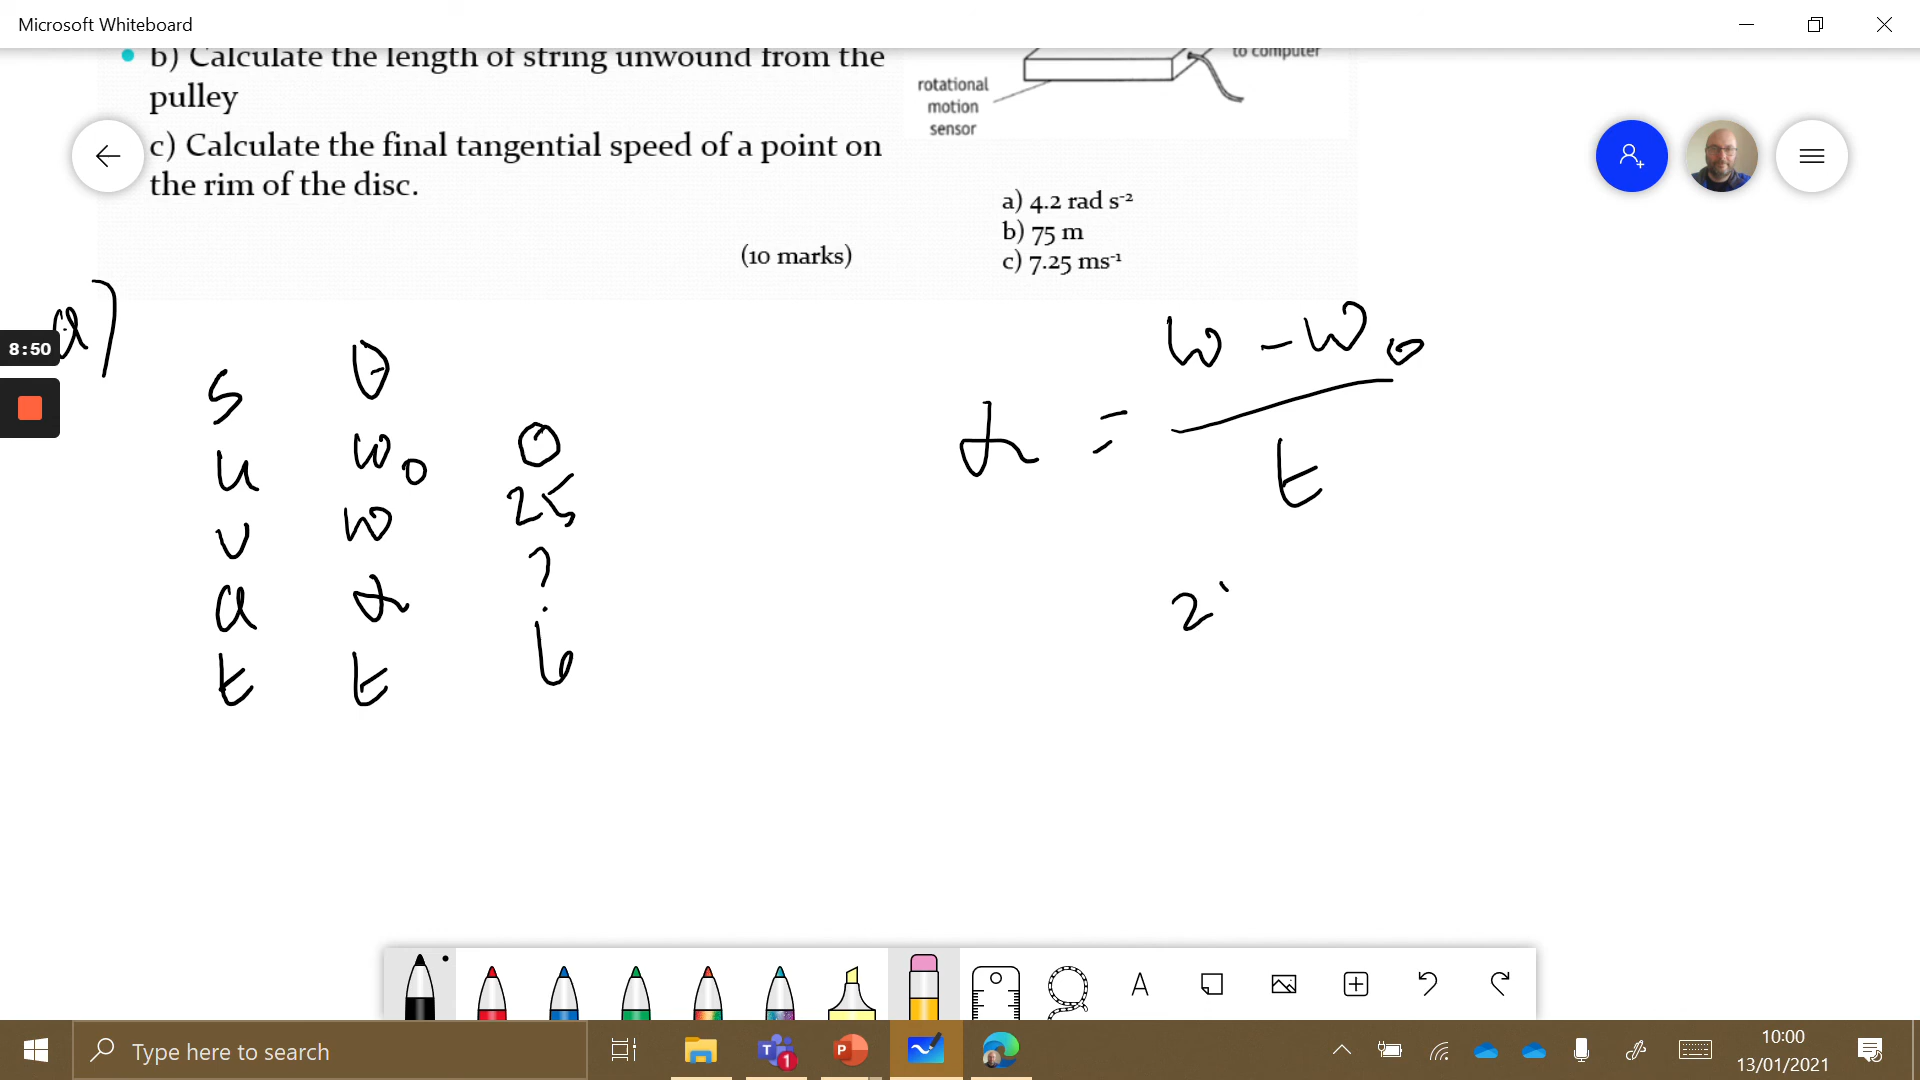 Microsoft Whiteboard
b) Calculate the length of string unwound from the
pulley
c) Calculate the final tangential speed of a point on
the rim of the disc.
(10 marks)
to computer
rotational
motion
sensor
a) 4.2 rad s⁻²
b) 75 m
c) 7.25 ms⁻¹
a)
8:50
s θ
u ω₀ 0
v ω 25
a α ?
t t 6
α = ω - ω₀
t
2
A
T 1
P
Type here to search
10:00
13/01/2021